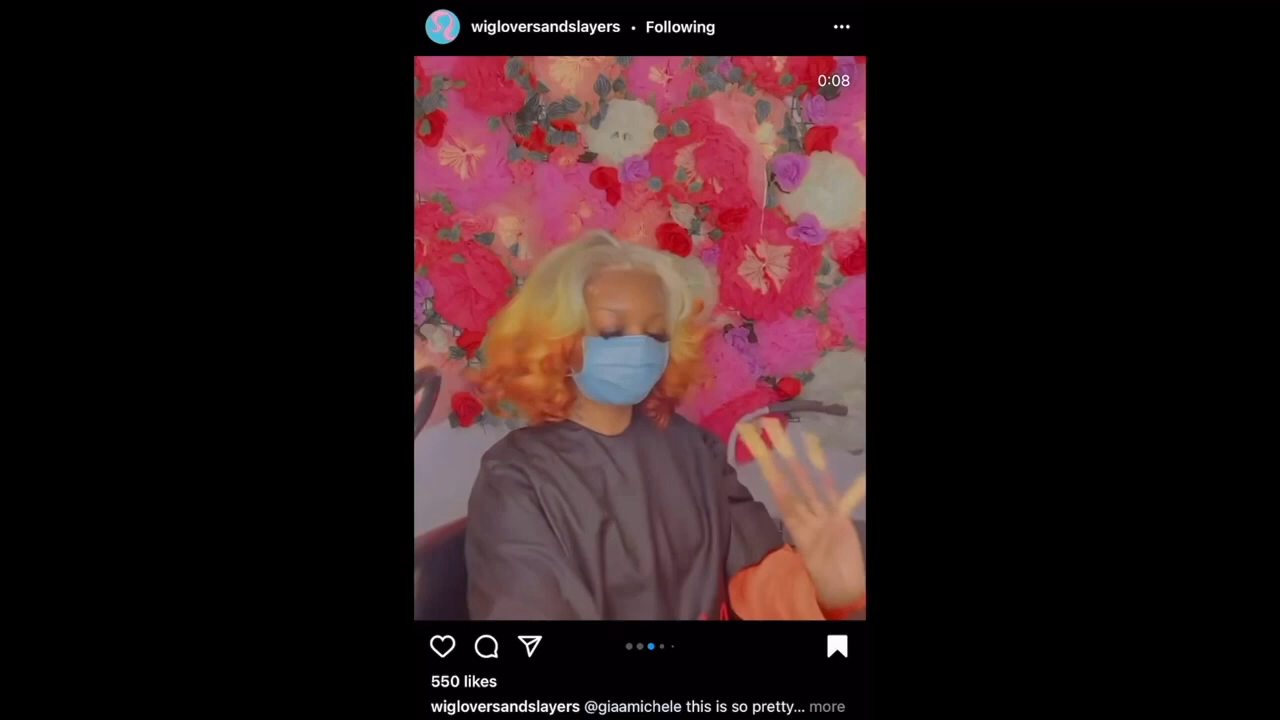 wigloversandslayers • Following
0:08
550 likes
wigloversandslayers @giaamichele this is so pretty... more